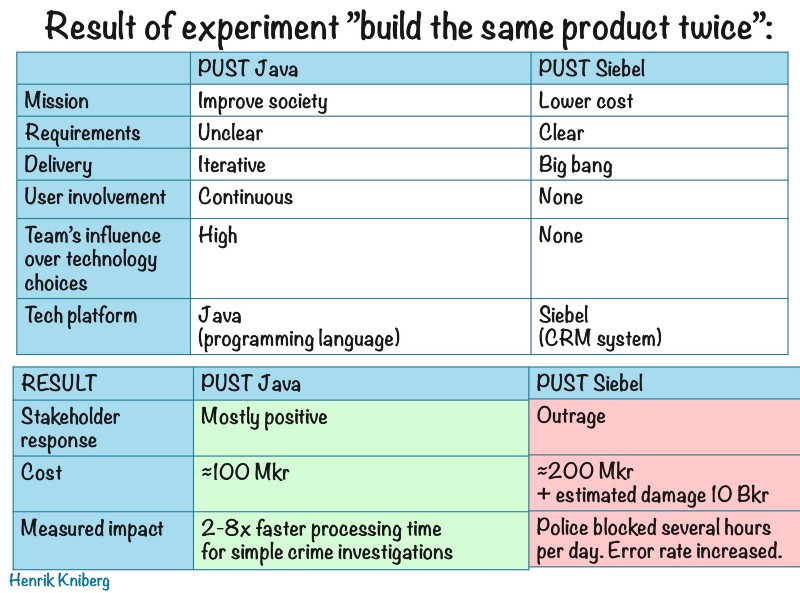 Result of experiment ”build the same product twice”:
PUST Java PUST Siebel
Mission Improve society Lower cost
Requirements Unclear Clear
Delivery Iterative Big bang
User involvement Continuous None
Team's influence High None
over technology
choices
Tech platform Java Siebel
(programming language) (CRM system)
RESULT PUST Java PUST Siebel
Stakeholder Mostly positive Outrage
response
Cost ≈100 Mkr ≈200 Mkr
+ estimated damage 10 Bkr
Measured impact 2-8x faster processing time Police blocked several hours
for simple crime investigations per day. Error rate increased.
Henrik Kniberg